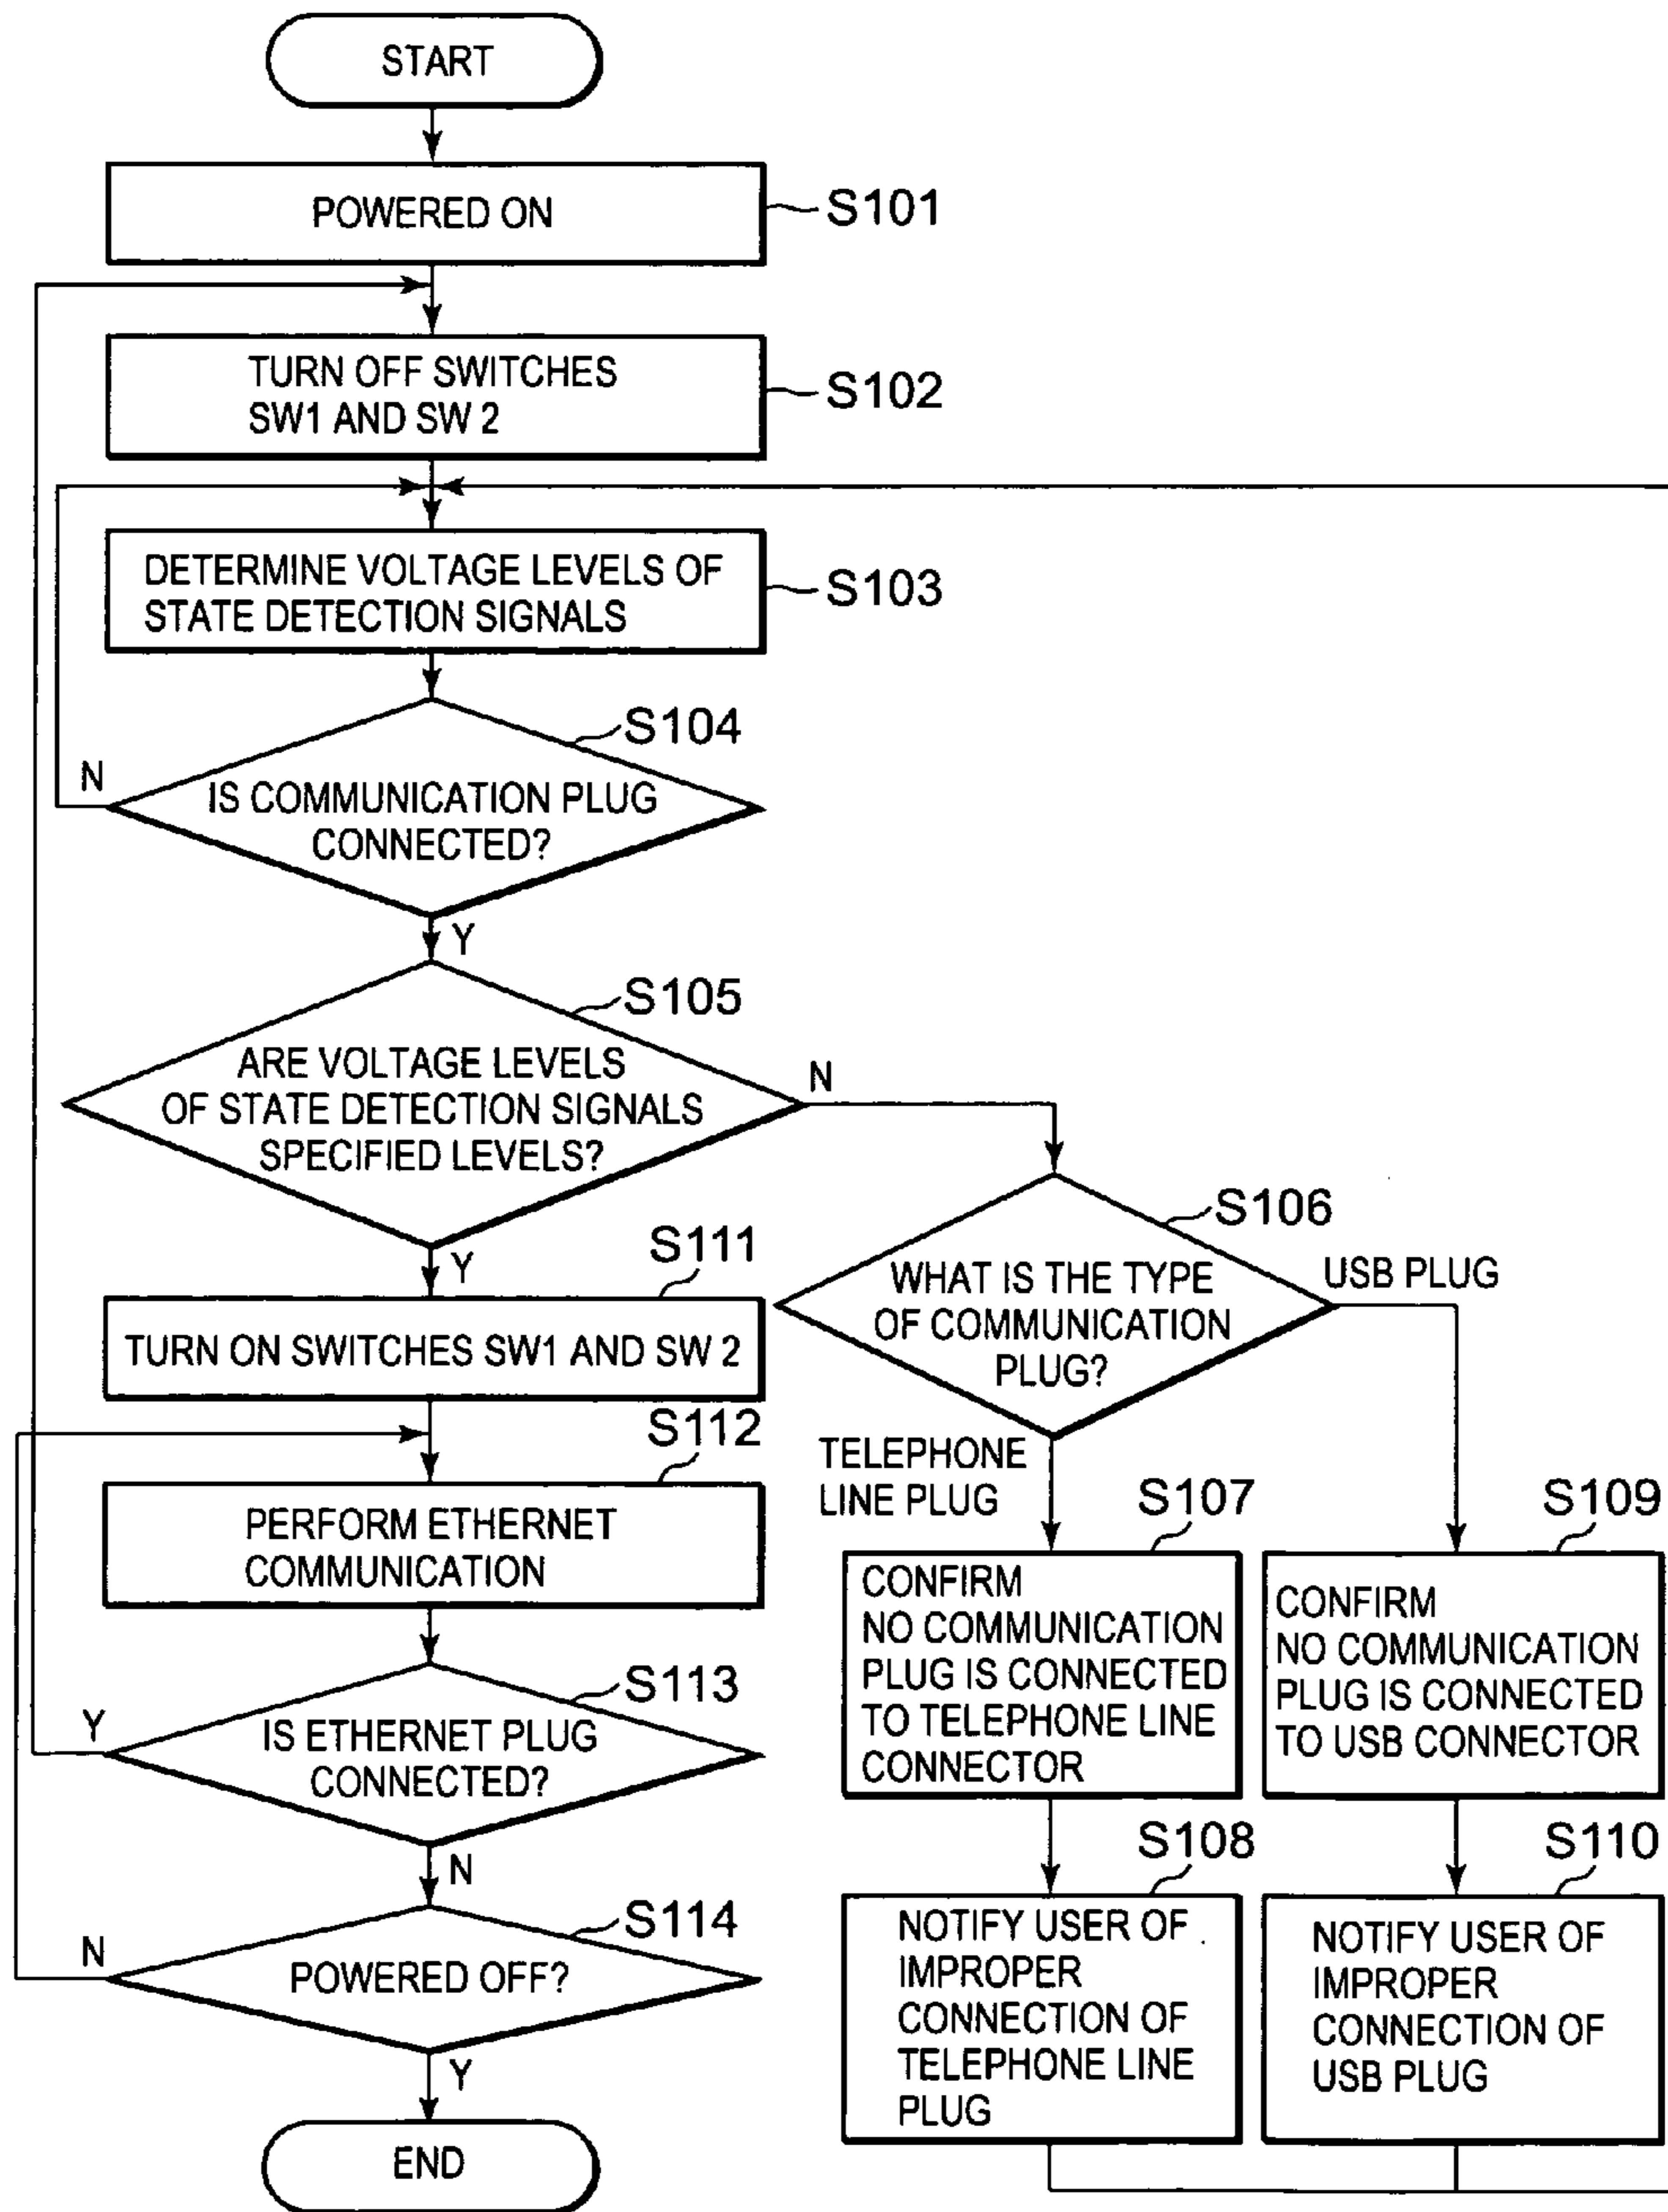 START
POWERED ON
S101
TURN OFF SWITCHES
SW1 AND SW 2
S102
DETERMINE VOLTAGE LEVELS OF
STATE DETECTION SIGNALS
S103
S104
N
IS COMMUNICATION PLUG
CONNECTED?
Y
S105
ARE VOLTAGE LEVELS
OF STATE DETECTION SIGNALS
SPECIFIED LEVELS?
N
Y
S106
WHAT IS THE TYPE
OF COMMUNICATION
PLUG?
USB PLUG
TELEPHONE
LINE PLUG
S111
TURN ON SWITCHES SW1 AND SW 2
S112
PERFORM ETHERNET
COMMUNICATION
S107
CONFIRM
NO COMMUNICATION
PLUG IS CONNECTED
TO TELEPHONE LINE
CONNECTOR
S109
CONFIRM
NO COMMUNICATION
PLUG IS CONNECTED
TO USB CONNECTOR
S113
Y
IS ETHERNET PLUG
CONNECTED?
N
S108
NOTIFY USER OF
IMPROPER
CONNECTION OF
TELEPHONE LINE
PLUG
S110
NOTIFY USER OF
IMPROPER
CONNECTION OF
USB PLUG
S114
N
POWERED OFF?
Y
END